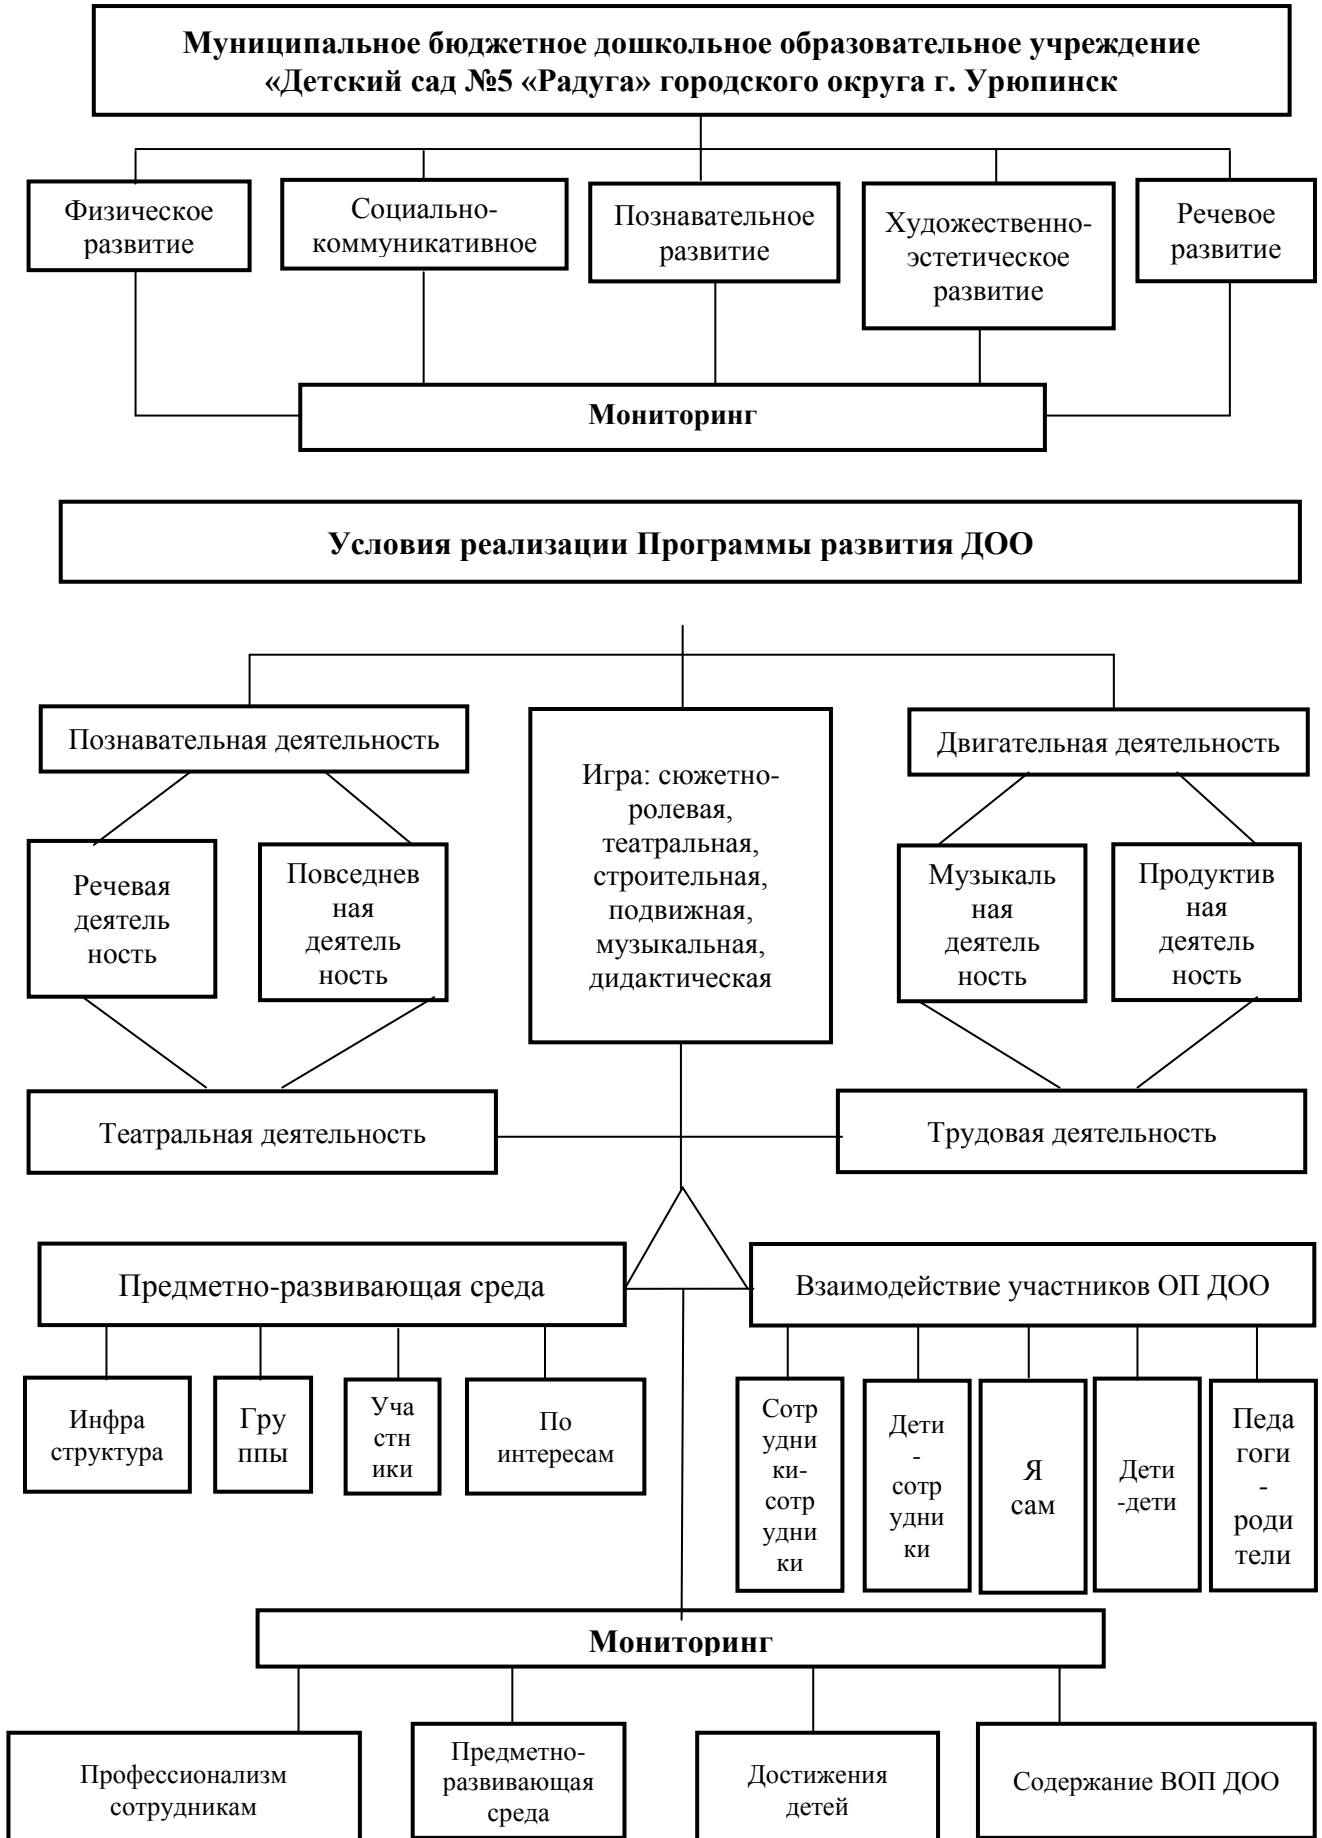 Муниципальное бюджетное дошкольное образовательное учреждение
«Детский сад №5 «Радуга» городского округа г. Урюпинск
Физическое
развитие
Социально-
коммуникативное
Познавательное
развитие
Художественно-
эстетическое
развитие
Речевое
развитие
Мониторинг
Условия реализации Программы развития ДОО
Познавательная деятельность
Игра: сюжетно-
ролевая,
театральная,
строительная,
подвижная,
музыкальная,
дидактическая
Двигательная деятельность
Речевая
деятель
ность
Повседнев
ная
деятель
ность
Музыкаль
ная
деятель
ность
Продуктив
ная
деятель
ность
Театральная деятельность
Трудовая деятельность
Предметно-развивающая среда
Взаимодействие участников ОП ДОО
Инфра
структура
Гру
ппы
Уча
стн
ики
По
интересам
Сотр
удни
ки-
сотр
удни
ки
Дети
-
сотр
удни
ки
Я
сам
Дети
-дети
Педа
гоги
-
роди
тели
Мониторинг
Профессионализм
сотрудникам
Предметно-
развивающая
среда
Достижения
детей
Содержание ВОП ДОО